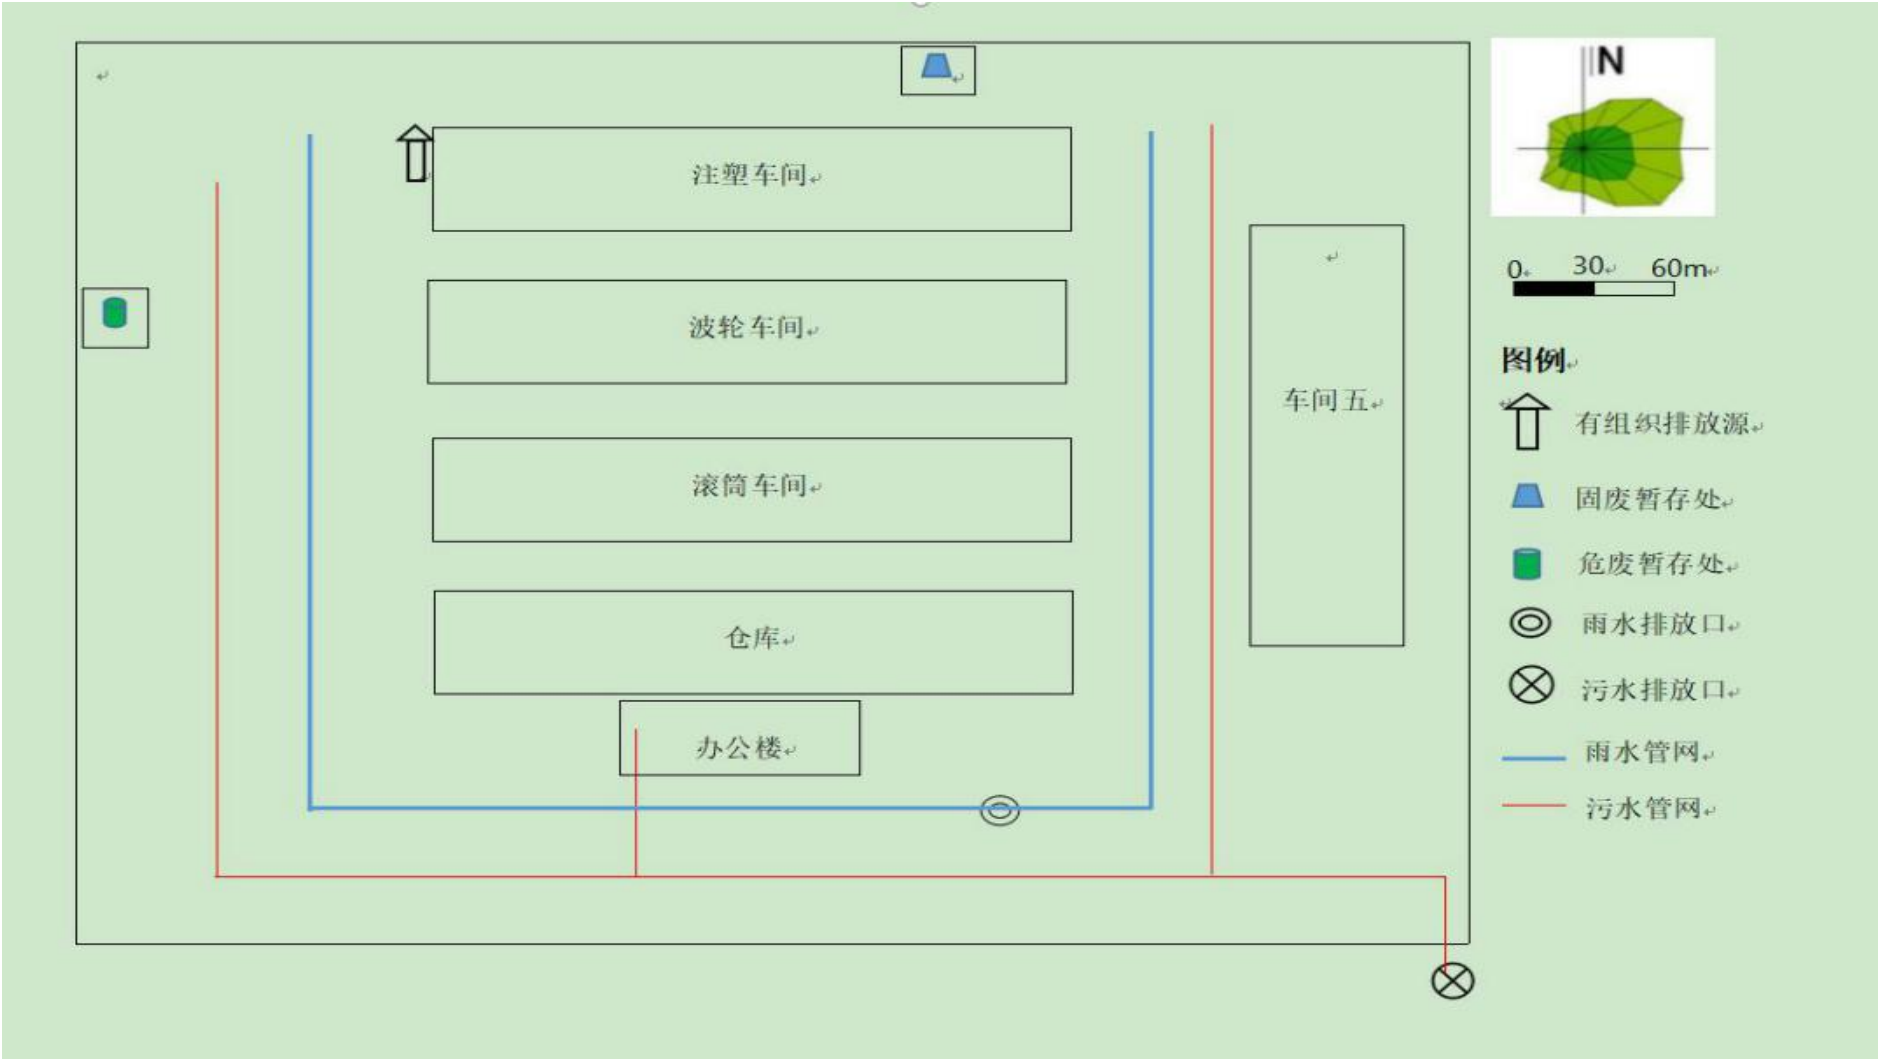 N
注塑车间
波轮车间
滚筒车间
仓库
办公楼
车间五
0 30 60m
图例
有组织排放源
固废暂存处
危废暂存处
雨水排放口
污水排放口
雨水管网
污水管网